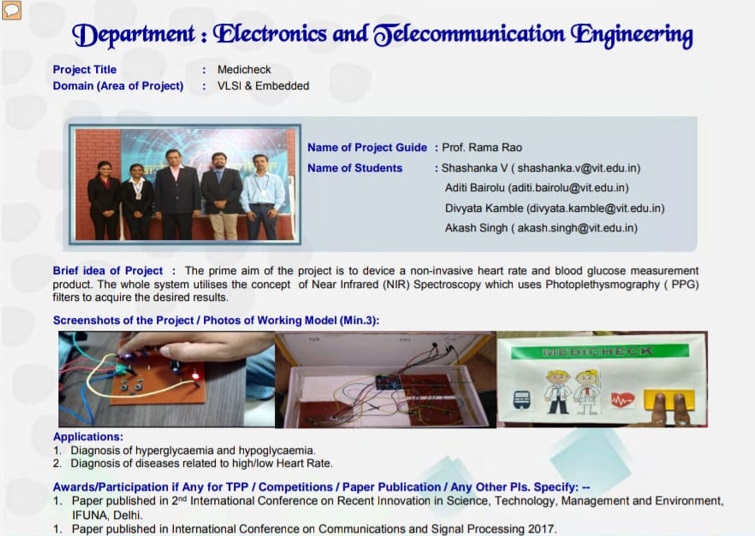 Department : Electronics and Telecommunication Engineering
Project Title : Medicheck
Domain (Area of Project) : VLSI & Embedded
Name of Project Guide : Prof. Rama Rao
Name of Students : Shashanka V ( shashanka.v@vit.edu.in)
Aditi Bairolu (aditi.bairolu@vit.edu.in)
Divyata Kamble (divyata.kamble@vit.edu.in)
Akash Singh ( akash.singh@vit.edu.in)
Brief idea of Project : The prime aim of the project is to device a non-invasive heart rate and blood glucose measurement
product. The whole system utilises the concept of Near Infrared (NIR) Spectroscopy which uses Photoplethysmography ( PPG)
filters to acquire the desired results.
Screenshots of the Project / Photos of Working Model (Min.3):
MEDICHECK
Applications:
1. Diagnosis of hyperglycaemia and hypoglycaemia.
2. Diagnosis of diseases related to high/low Heart Rate.
Awards/Participation if Any for TPP / Competitions / Paper Publication / Any Other Pls. Specify: --
1. Paper published in 2nd International Conference on Recent Innovation in Science, Technology, Management and Environment,
IFUNA, Delhi.
1. Paper published in International Conference on Communications and Signal Processing 2017.